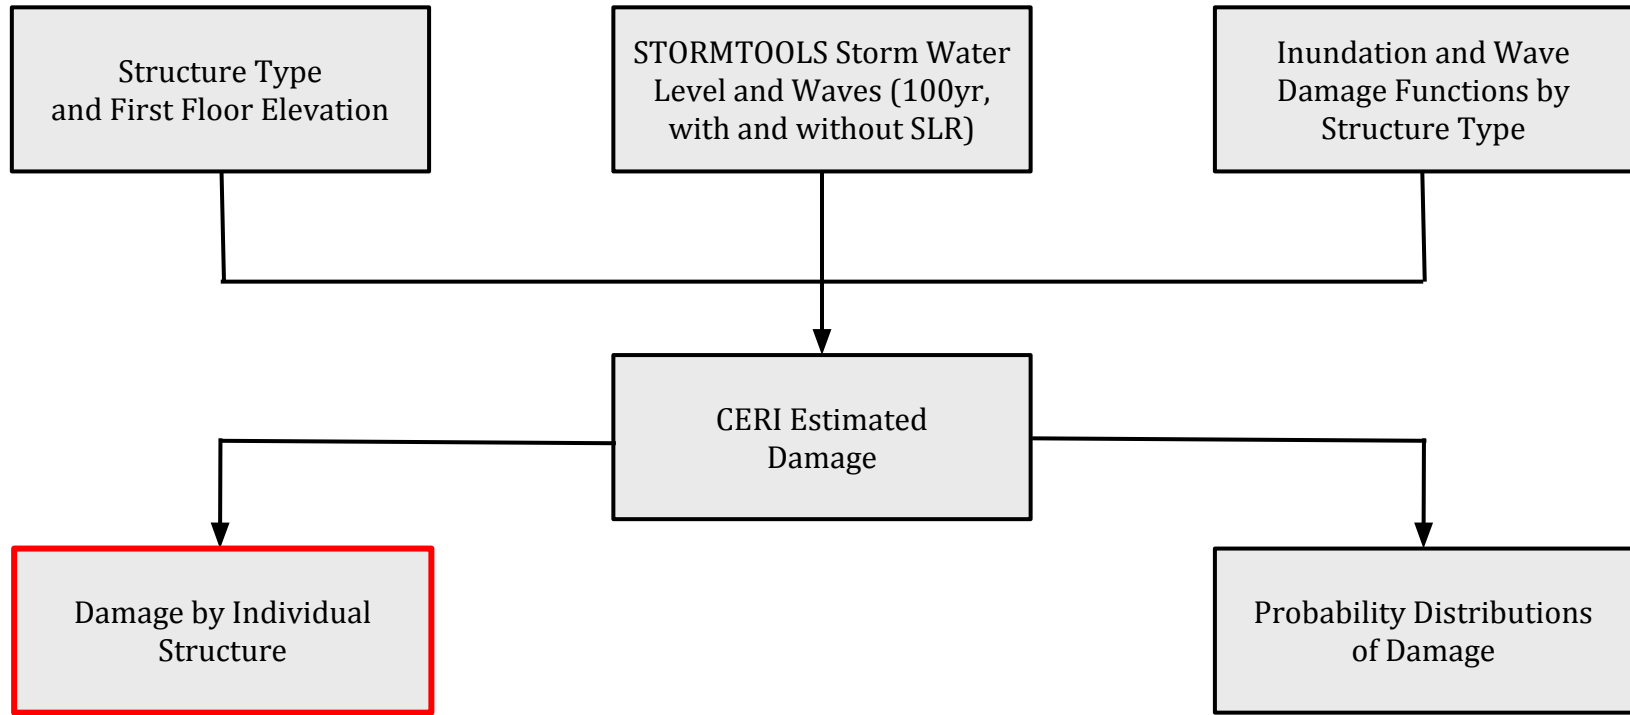 Structure Type
and First Floor Elevation
STORMTOOLS Storm Water
Level and Waves (100yr,
with and without SLR)
Inundation and Wave
Damage Functions by
Structure Type
CERI Estimated
Damage
Damage by Individual
Structure
Probability Distributions
of Damage